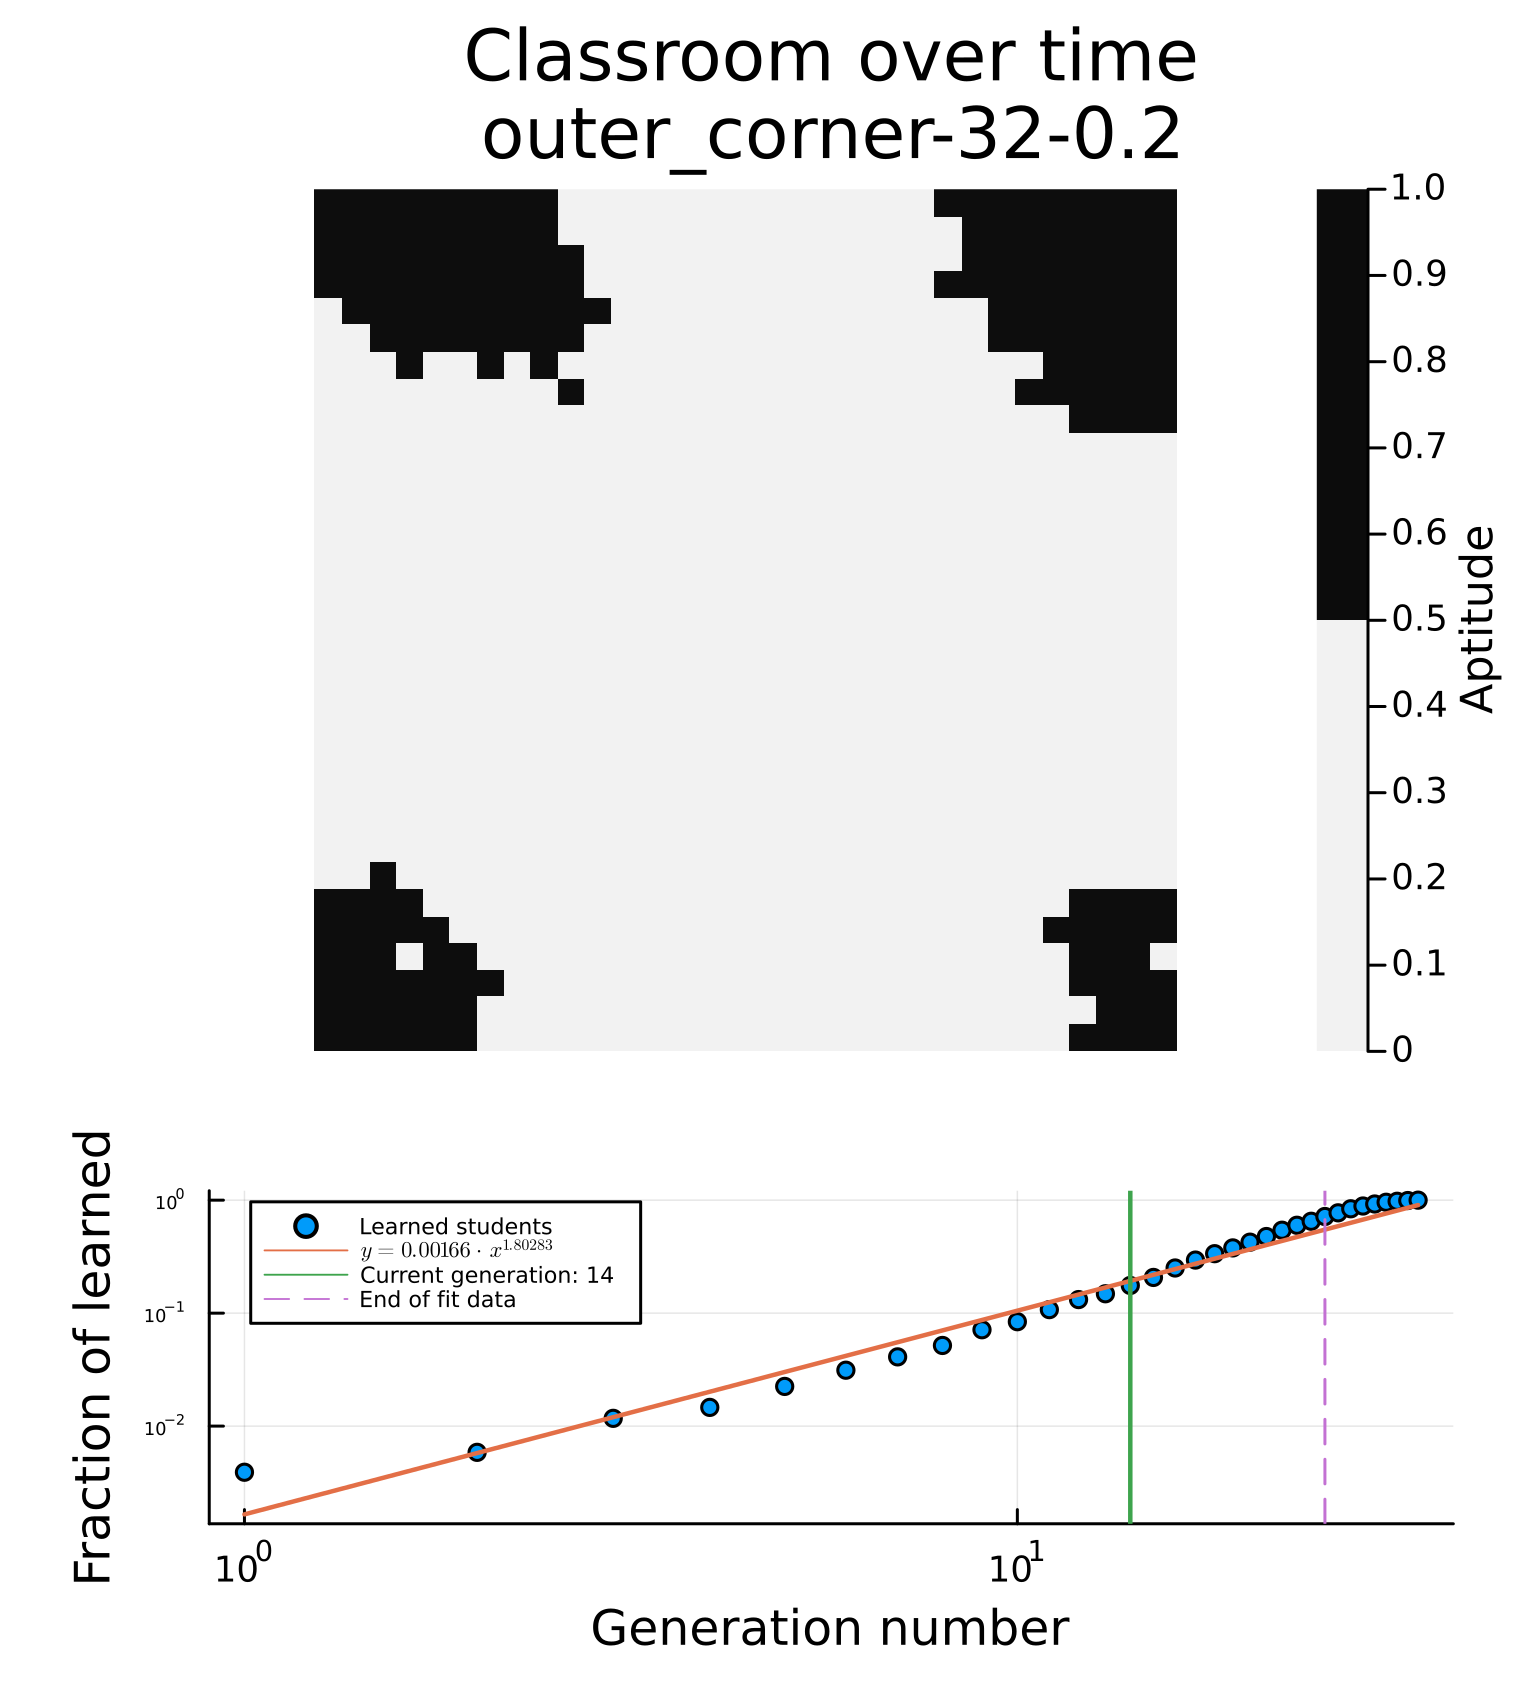 Classroom over time
outer_corner-32-0.2
1.0
0.9
0.8
0.7
0.6
0.5
0.4
0.3
0.2
0.1
0
Aptitude
Fraction of learned
10⁰
10⁻¹
10⁻²
Learned students
y = 0.00166 · x^1.80283
Current generation: 14
End of fit data
10⁰
10¹
Generation number